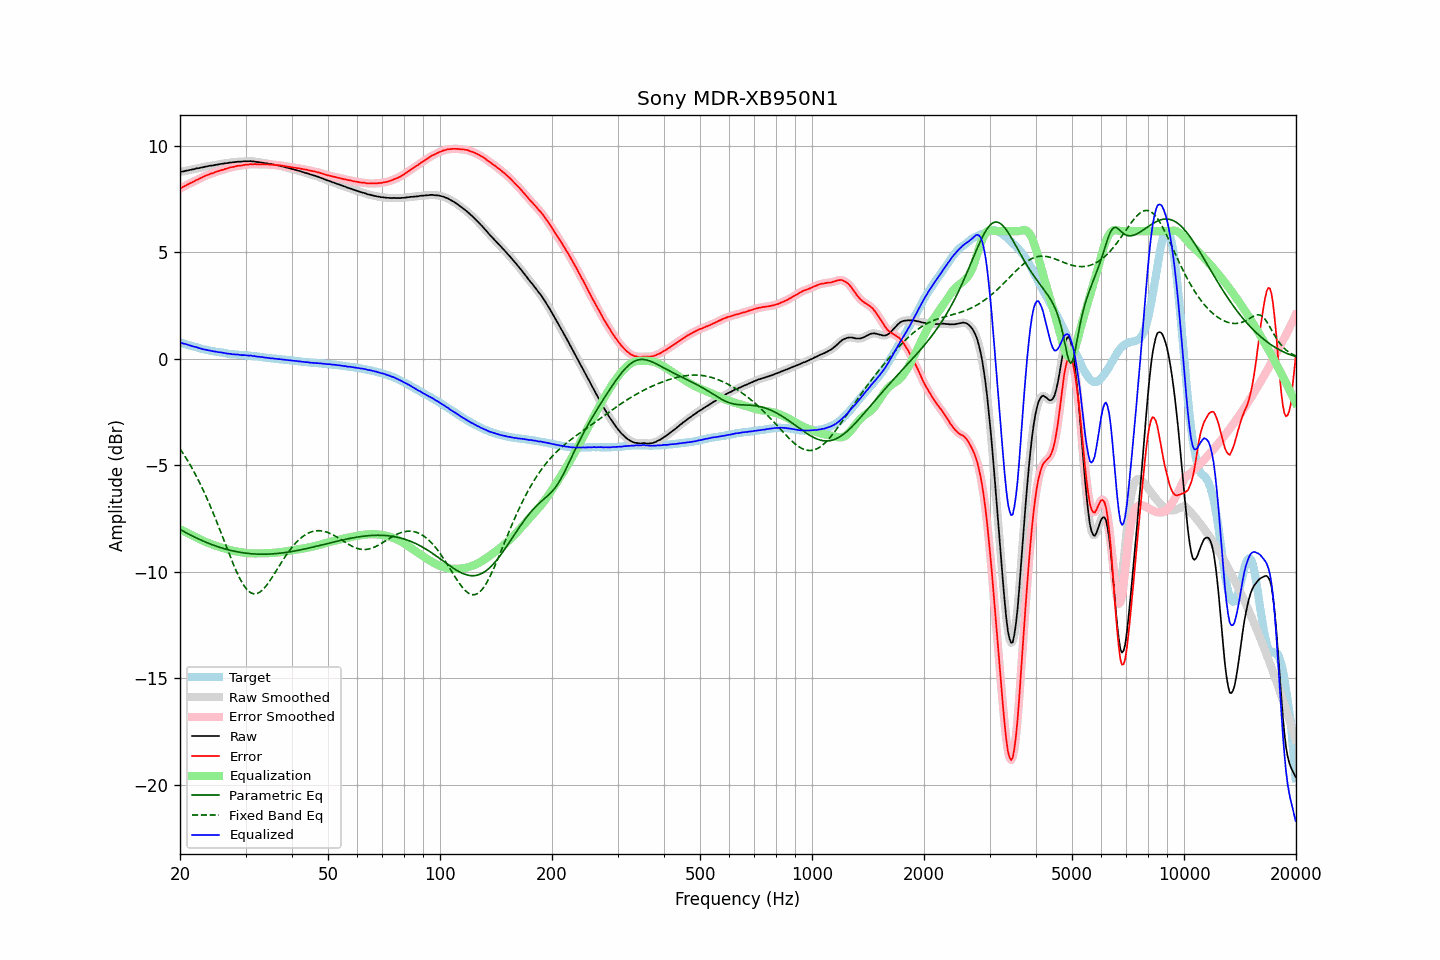 Sony MDR-XB950N1
10
5
0
−5
−10
−15
−20
Amplitude (dBr)
Target
Raw Smoothed
Error Smoothed
Raw
Error
Equalization
Parametric Eq
Fixed Band Eq
Equalized
20 50 100 200 500 1000 2000 5000 10000 20000
Frequency (Hz)